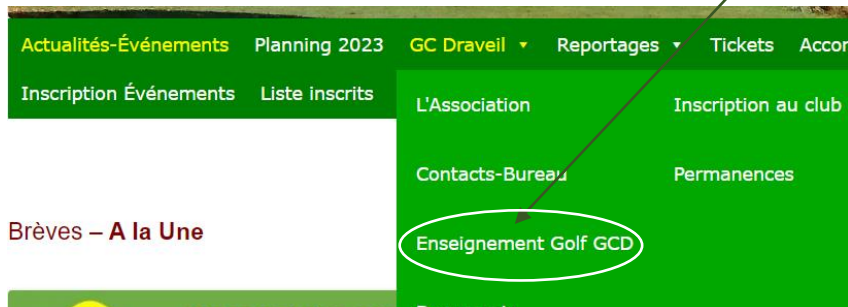 Actualités-Événements Planning 2023 GC Draveil Reportages Tickets
Inscription Événements Liste inscrits
L'Association Inscription au club
Contacts-Bureau Permanences
Brèves – A la Une
Enseignement Golf GCD